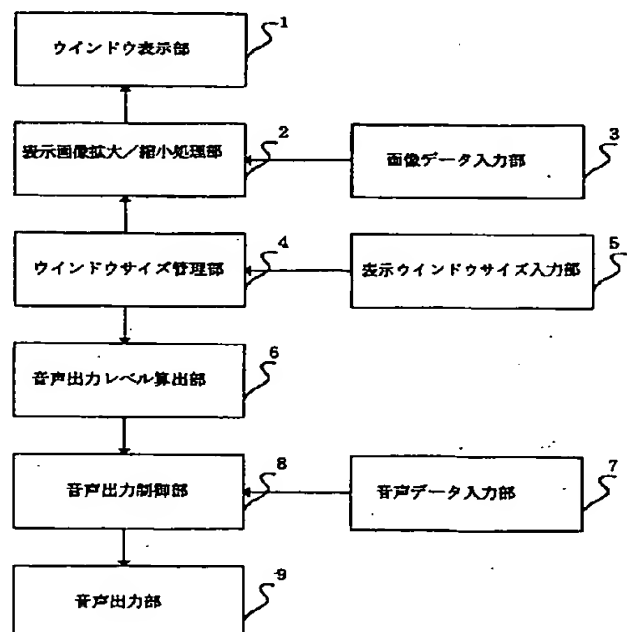 ウインドウ表示部
1
表示画像拡大／縮小処理部
2
画像データ入力部
3
ウインドウサイズ管理部
4
表示ウインドウサイズ入力部
5
音声出力レベル算出部
6
音声出力制御部
8
音声データ入力部
7
音声出力部
9